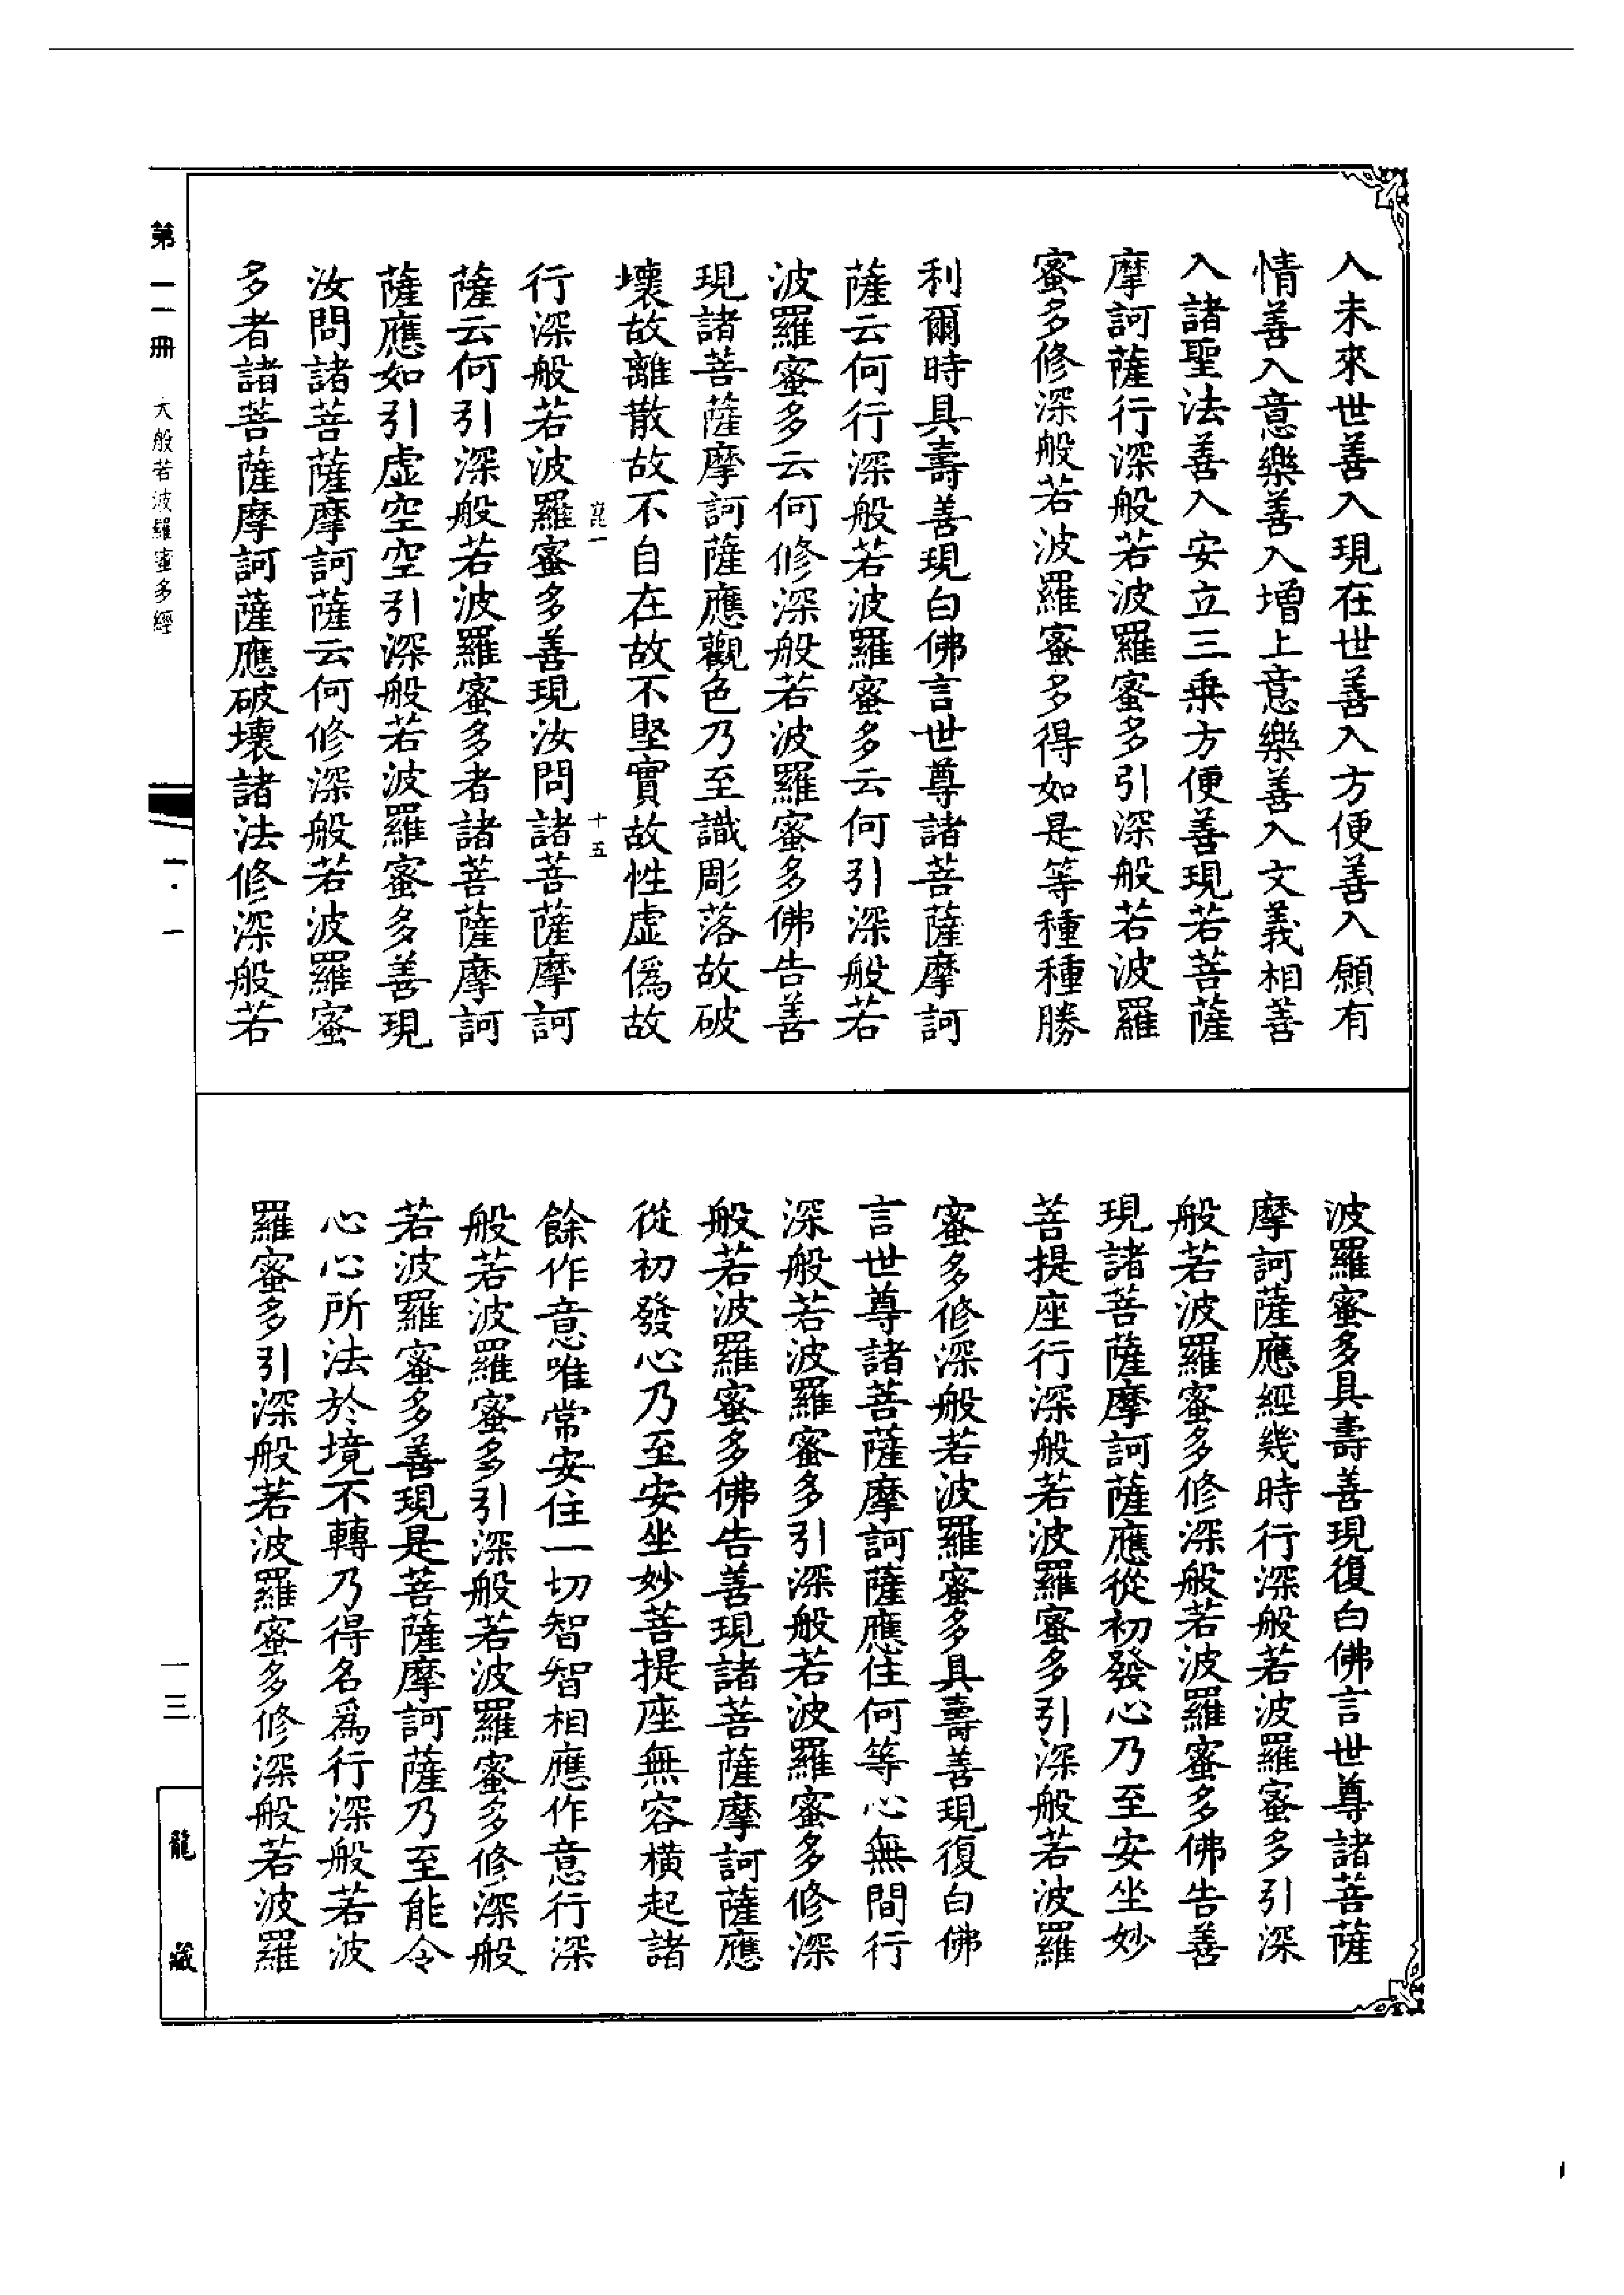 入未來世善入現在世善入方便善入願有
情善入意樂善入增上意樂善入文義相善
入諸聖法善入安立三乗方便善現若菩薩
摩訶薩行深般若波羅蜜多引深般若波羅
蜜多修深般若波羅蜜多得如是等種種勝
利爾時具壽善現白佛言世尊諸菩薩摩訶
薩云何行深般若波羅蜜多云何引深般若
波羅蜜多云何修深般若波羅蜜多佛告善
現諸菩薩摩訶薩應觀色乃至識彫落故破
壞故離散故不自在故不堅實故性虛僞故
崑一 十五
行深般若波羅蜜多善現汝問諸菩薩摩訶
薩云何引深般若波羅蜜多者諸菩薩摩訶
薩應如引虛空空引深般若波羅蜜多善現
汝問諸菩薩摩訶薩云何修深般若波羅蜜
多者諸菩薩摩訶薩應破壞諸法修深般若
波羅蜜多具壽善現復白佛言世尊諸菩薩
摩訶薩應經幾時行深般若波羅蜜多引深
般若波羅蜜多修深般若波羅蜜多佛告善
現諸菩薩摩訶薩應從初發心乃至安坐妙
菩提座行深般若波羅蜜多引深般若波羅
蜜多修深般若波羅蜜多具壽善現復白佛
言世尊諸菩薩摩訶薩應住何等心無間行
深般若波羅蜜多引深般若波羅蜜多修深
般若波羅蜜多佛告善現諸菩薩摩訶薩應
從初發心乃至安坐妙菩提座無容橫起諸
餘作意唯常安住一切智智相應作意行深
般若波羅蜜多引深般若波羅蜜多修深般
若波羅蜜多善現是菩薩摩訶薩乃至能令
心心所法於境不轉乃得名爲行深般若波
羅蜜多引深般若波羅蜜多修深般若波羅
第一一冊 大般若波羅蜜多經
一·一
一三
龍藏